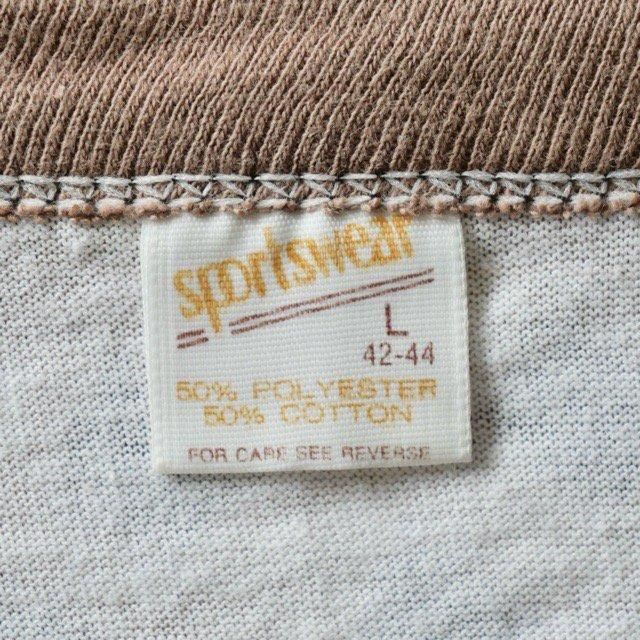 sportswear
L
42-44
50% POLYESTER
50% COTTON
FOR CARE SEE REVERSE